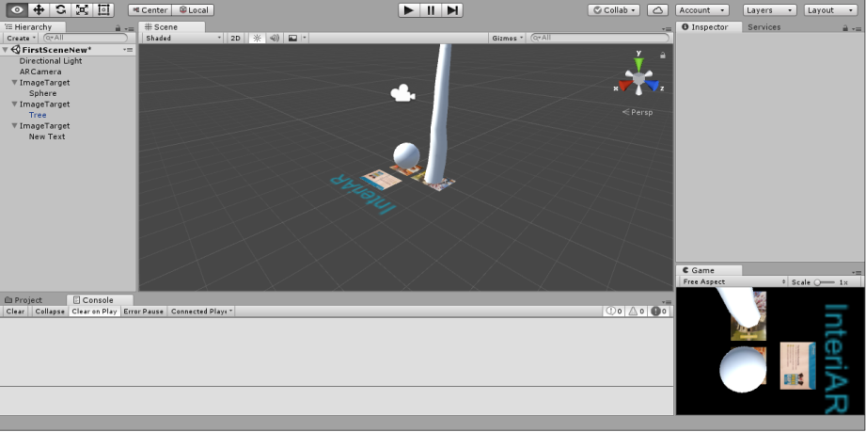 Center Local Collab Account Layers Layout
Hierarchy
Create All
FirstSceneNew*
Directional Light
ARCamera
ImageTarget
Sphere
ImageTarget
Tree
ImageTarget
New Text
Scene
Shaded 2D Gizmos All
y
x z
Persp
InteriAR
Inspector Services
Project Console
Clear Collapse Clear on Play Error Pause Connected Playe
0 0 0
Game
Free Aspect Scale 1x
InteriAR